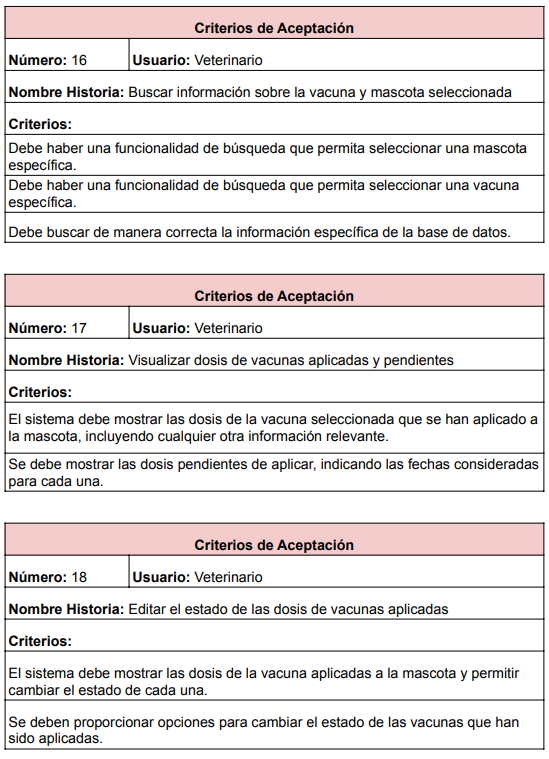 Criterios de Aceptación
Número: 16 Usuario: Veterinario
Nombre Historia: Buscar información sobre la vacuna y mascota seleccionada
Criterios:
Debe haber una funcionalidad de búsqueda que permita seleccionar una mascota
específica.
Debe haber una funcionalidad de búsqueda que permita seleccionar una vacuna
específica.
Debe buscar de manera correcta la información específica de la base de datos.
Criterios de Aceptación
Número: 17 Usuario: Veterinario
Nombre Historia: Visualizar dosis de vacunas aplicadas y pendientes
Criterios:
El sistema debe mostrar las dosis de la vacuna seleccionada que se han aplicado a
la mascota, incluyendo cualquier otra información relevante.
Se debe mostrar las dosis pendientes de aplicar, indicando las fechas consideradas
para cada una.
Criterios de Aceptación
Número: 18 Usuario: Veterinario
Nombre Historia: Editar el estado de las dosis de vacunas aplicadas
Criterios:
El sistema debe mostrar las dosis de la vacuna aplicadas a la mascota y permitir
cambiar el estado de cada una.
Se deben proporcionar opciones para cambiar el estado de las vacunas que han
sido aplicadas.